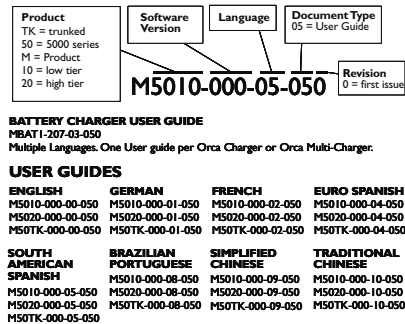 Product
TK = trunked
50 = 5000 series
M = Product
10 = low tier
20 = high tier
Software
Version
Language
Document Type
05 = User Guide
Revision
0 = first issue
M5010-000-05-050
BATTERY CHARGER USER GUIDE
MBAT1-207-03-050
Multiple Languages. One User guide per Orca Charger or Orca Multi-Charger.
USER GUIDES
ENGLISH
M5010-000-00-050
M5020-000-00-050
M50TK-000-00-050
GERMAN
M5010-000-01-050
M5020-000-01-050
M50TK-000-01-050
FRENCH
M5010-000-02-050
M5020-000-02-050
M50TK-000-02-050
EURO SPANISH
M5010-000-04-050
M5020-000-04-050
M50TK-000-04-050
SOUTH
AMERICAN
SPANISH
M5010-000-05-050
M5020-000-05-050
M50TK-000-05-050
BRAZILIAN
PORTUGUESE
M5010-000-08-050
M5020-000-08-050
M50TK-000-08-050
SIMPLIFIED
CHINESE
M5010-000-09-050
M5020-000-09-050
M50TK-000-09-050
TRADITIONAL
CHINESE
M5010-000-10-050
M5020-000-10-050
M50TK-000-10-050